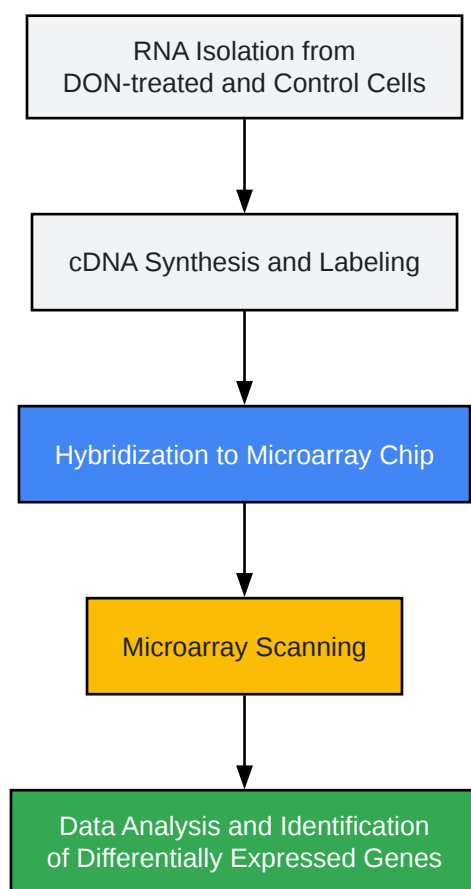 RNA Isolation from
DON-treated and Control Cells
cDNA Synthesis and Labeling
Hybridization to Microarray Chip
Microarray Scanning
Data Analysis and Identification
of Differentially Expressed Genes